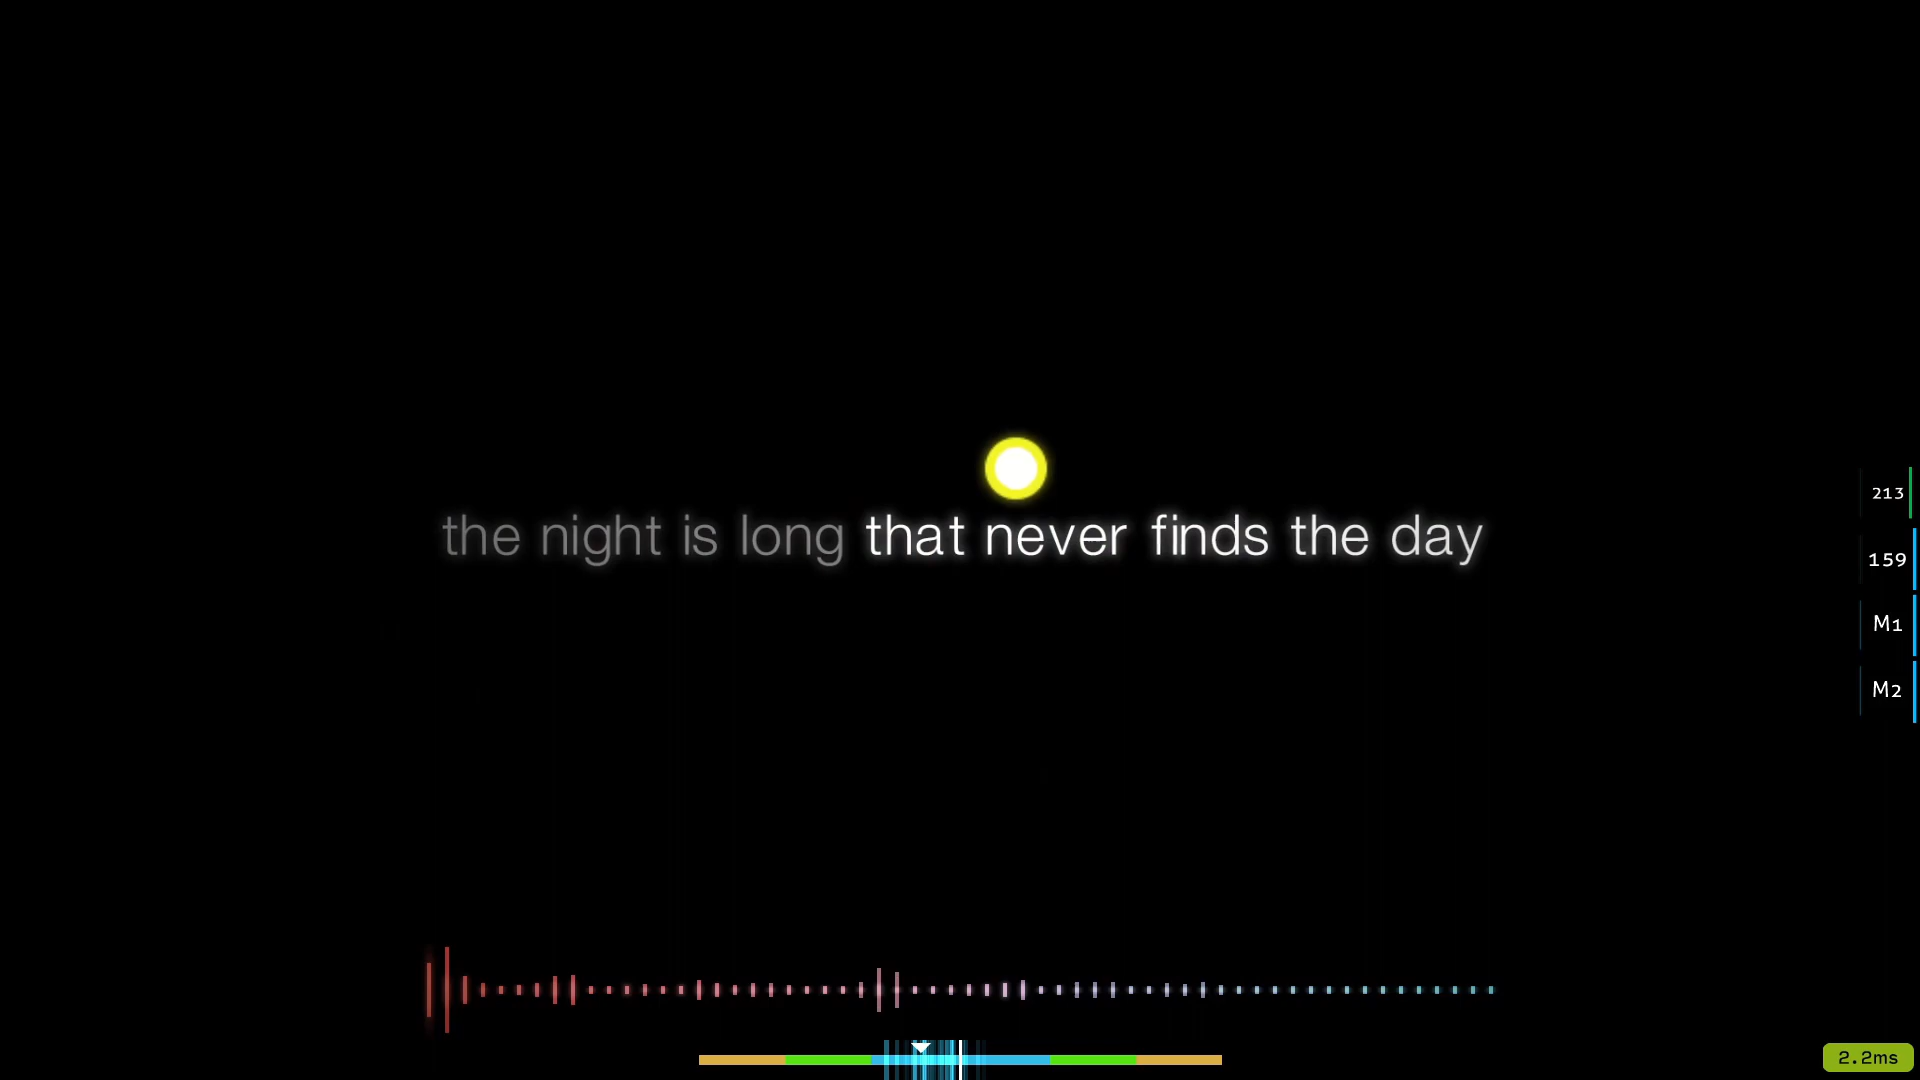 the night is long that never finds the day
213
159
M1
M2
2.2ms